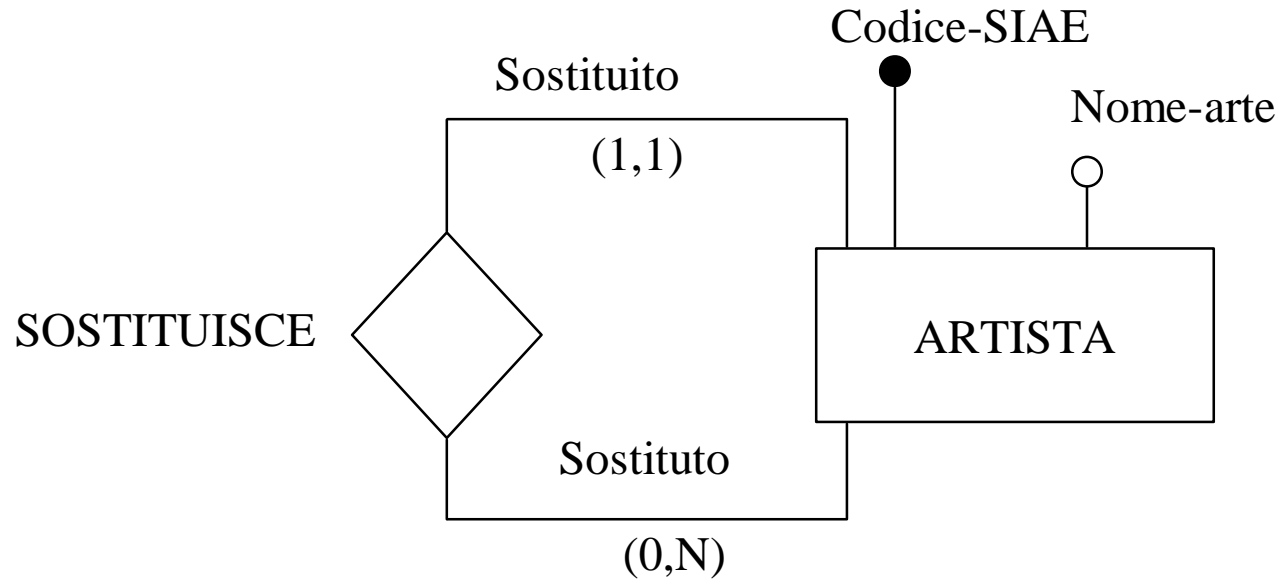 Codice-SIAE
Sostituito
Nome-arte
(1,1)
SOSTITUISCE
ARTISTA
Sostituto
(0,N)